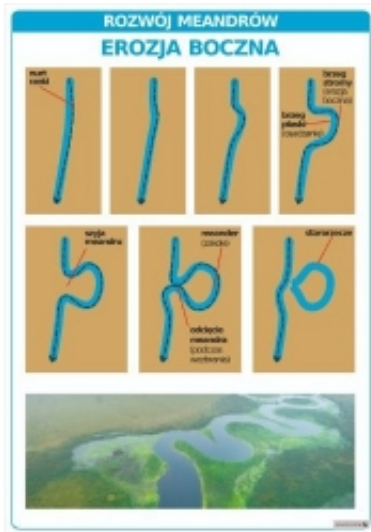 ROZWÓJ MEANDRÓW
EROZJA BOCZNA
nurt
rzeki
brzeg
stromy
(erozja
boczna)
brzeg
płaski
(osadzanie)
szyja
meandra
meander
(zakole)
odcięcie
meandra
(podczas
wezbrania)
starorzecze